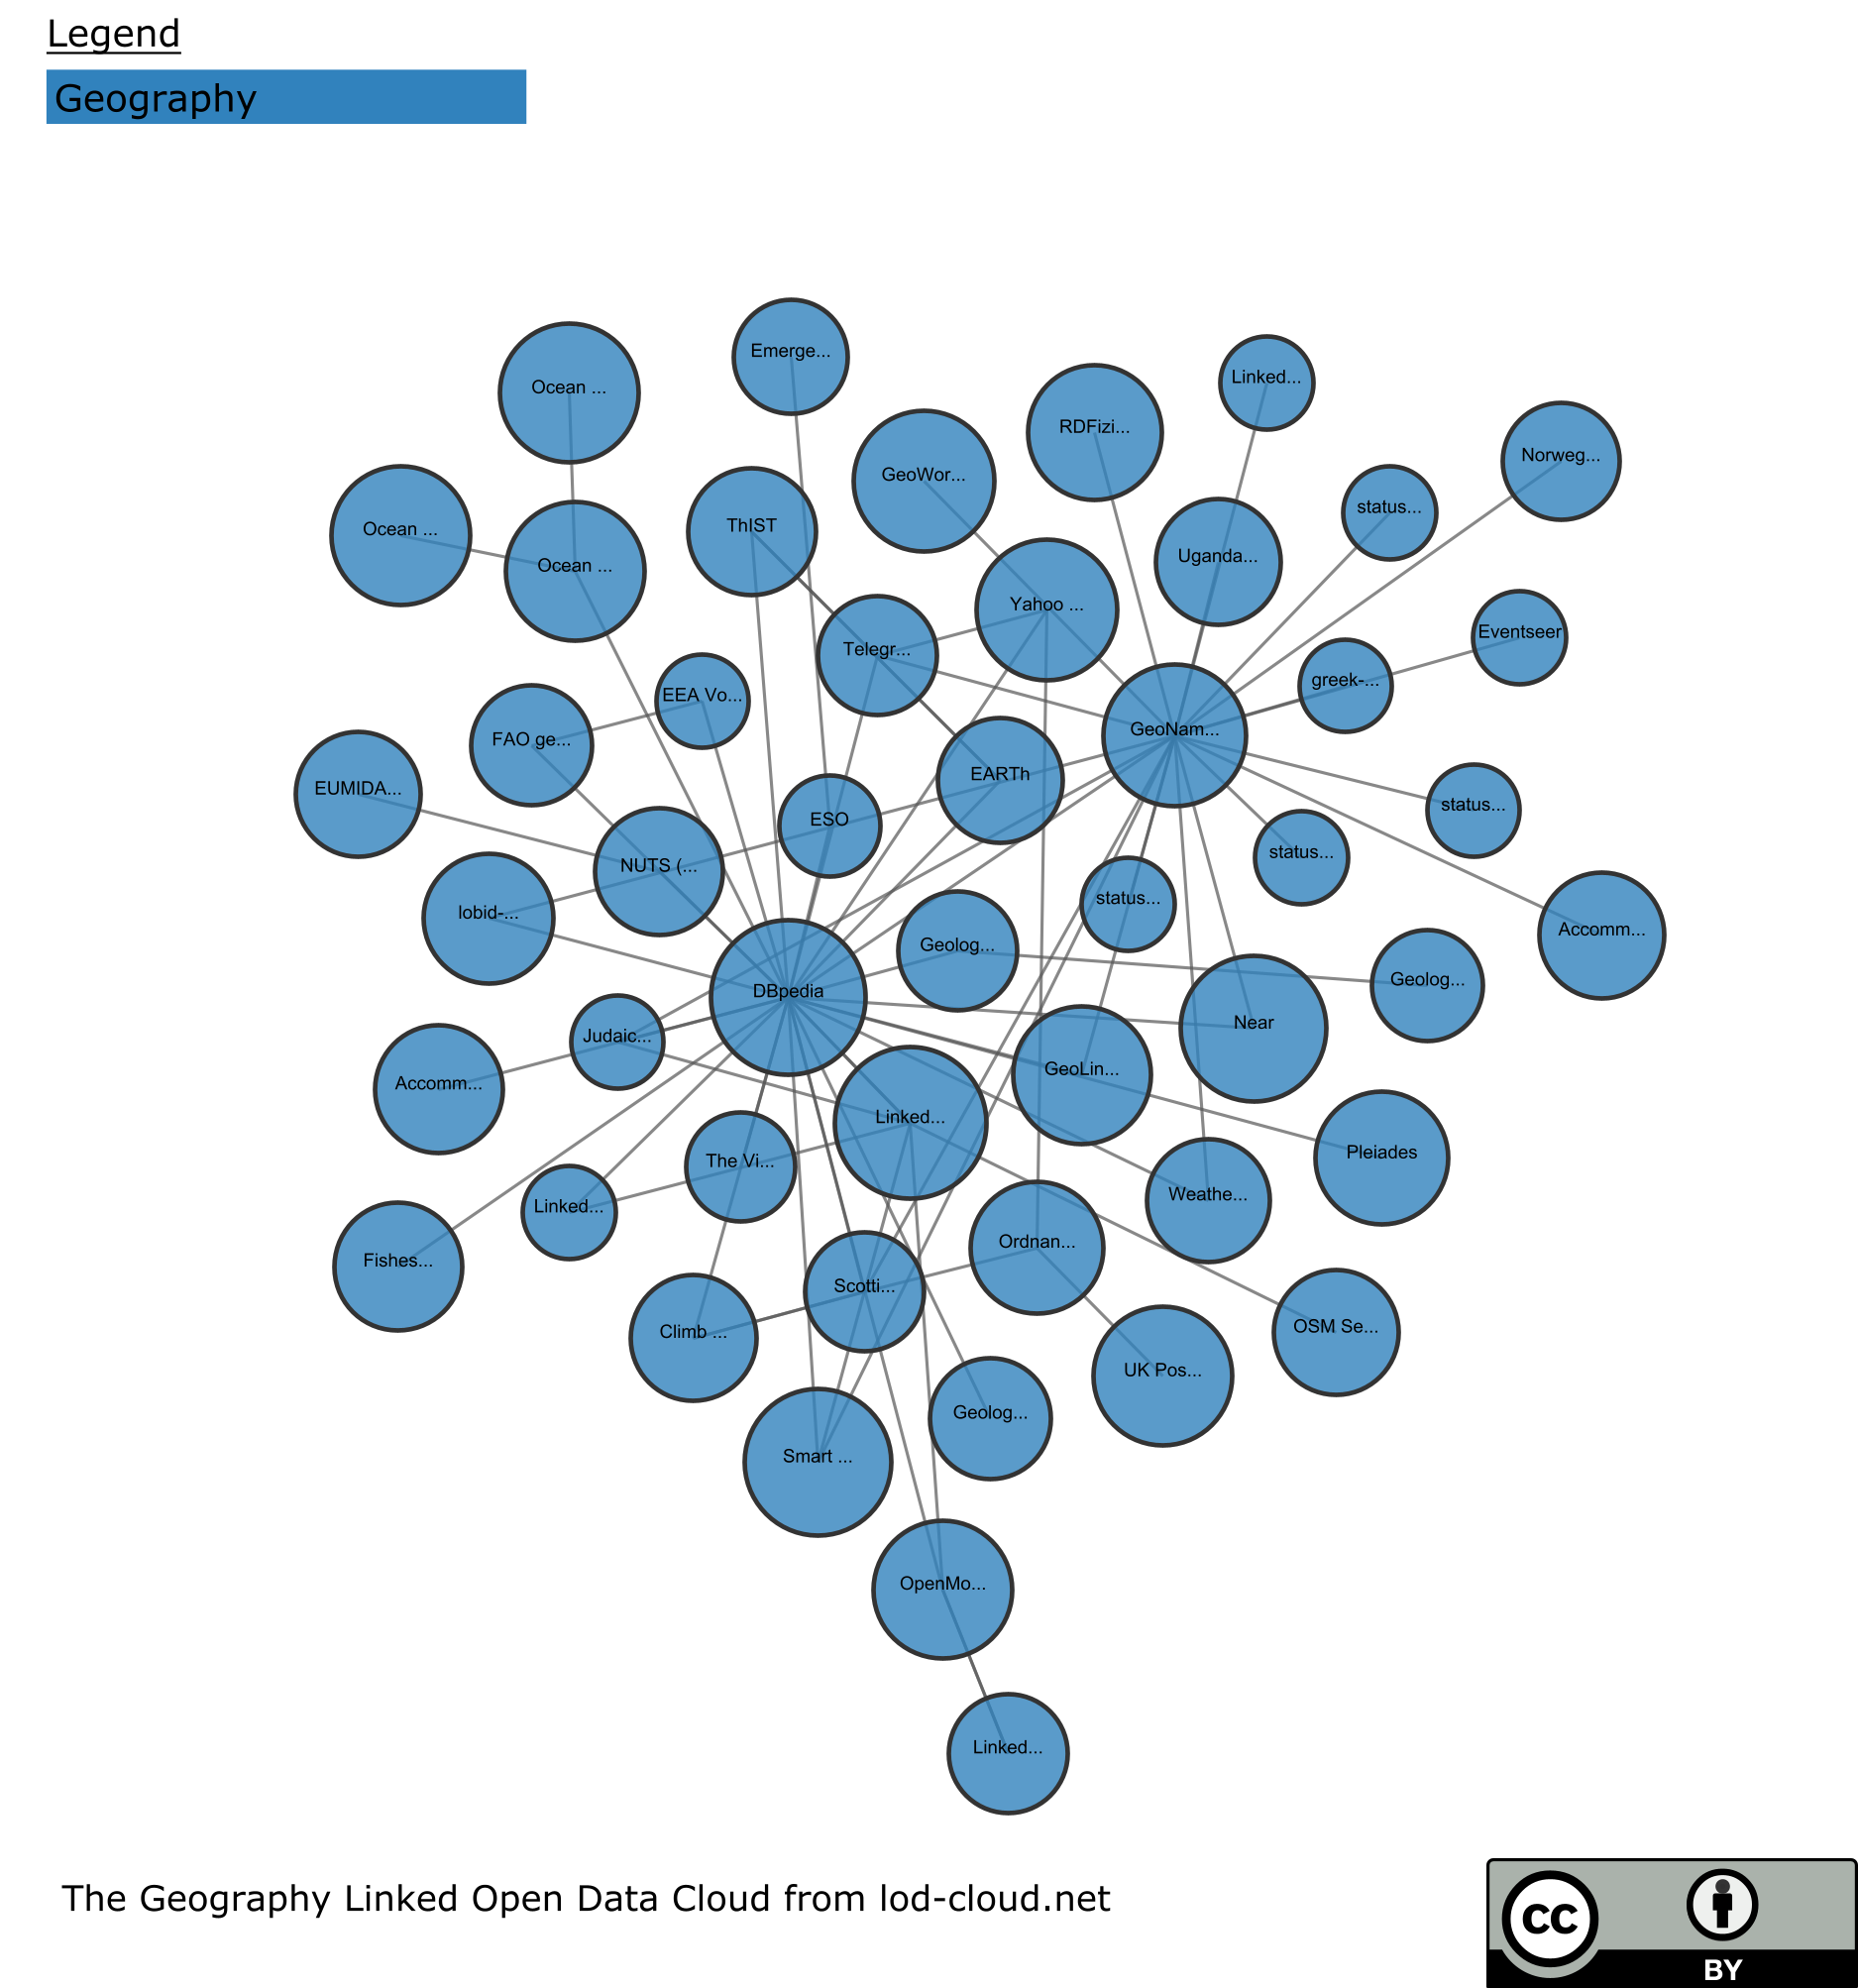 Legend
Geography
Emerge...
Linked...
Ocean ...
RDFizi...
Norweg...
GeoWor...
status...
ThIST
Ocean ...
Uganda...
Ocean ...
Yahoo ...
Eventseer
Telegr...
greek-...
EEA Vo...
GeoNam...
FAO ge...
EARTh
EUMIDA...
status...
ESO
status...
NUTS (...
status...
lobid-...
Accomm...
Geolog...
Geolog...
DBpedia
Near
Judaic...
GeoLin...
Accomm...
Linked...
Pleiades
The Vi...
Weathe...
Linked...
Ordnan...
Fishes...
Scotti...
OSM Se...
Climb ...
UK Pos...
Geolog...
Smart ...
OpenMo...
Linked...
The Geography Linked Open Data Cloud from lod-cloud.net
cc
BY